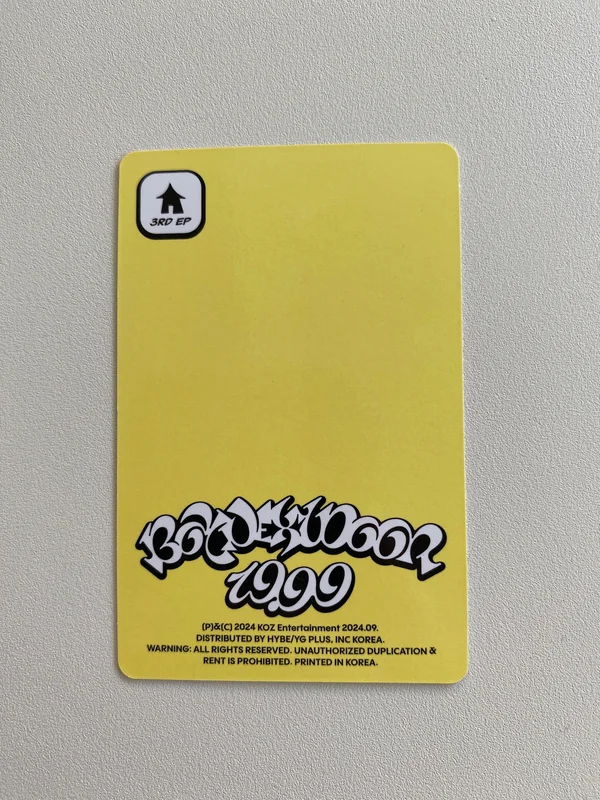 3RD EP
BOYNEXTDOOR
19.99
(P)&(C) 2024 KOZ Entertainment 2024.09.
DISTRIBUTED BY HYBE/YG PLUS, INC KOREA.
WARNING: ALL RIGHTS RESERVED. UNAUTHORIZED DUPLICATION &
RENT IS PROHIBITED. PRINTED IN KOREA.